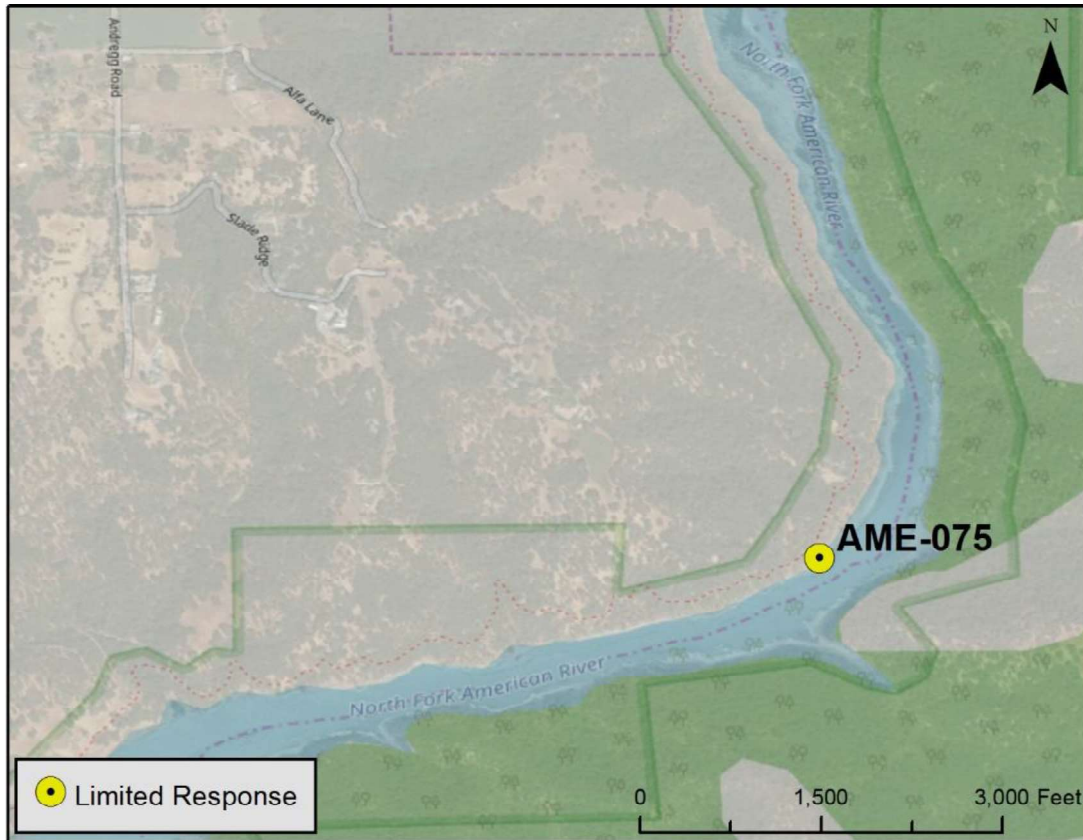 N
Andregg Road
Alfa Lane
Slade Ridge
North Fork American River
AME-075
North Fork American River
Limited Response
0 1,500 3,000 Feet